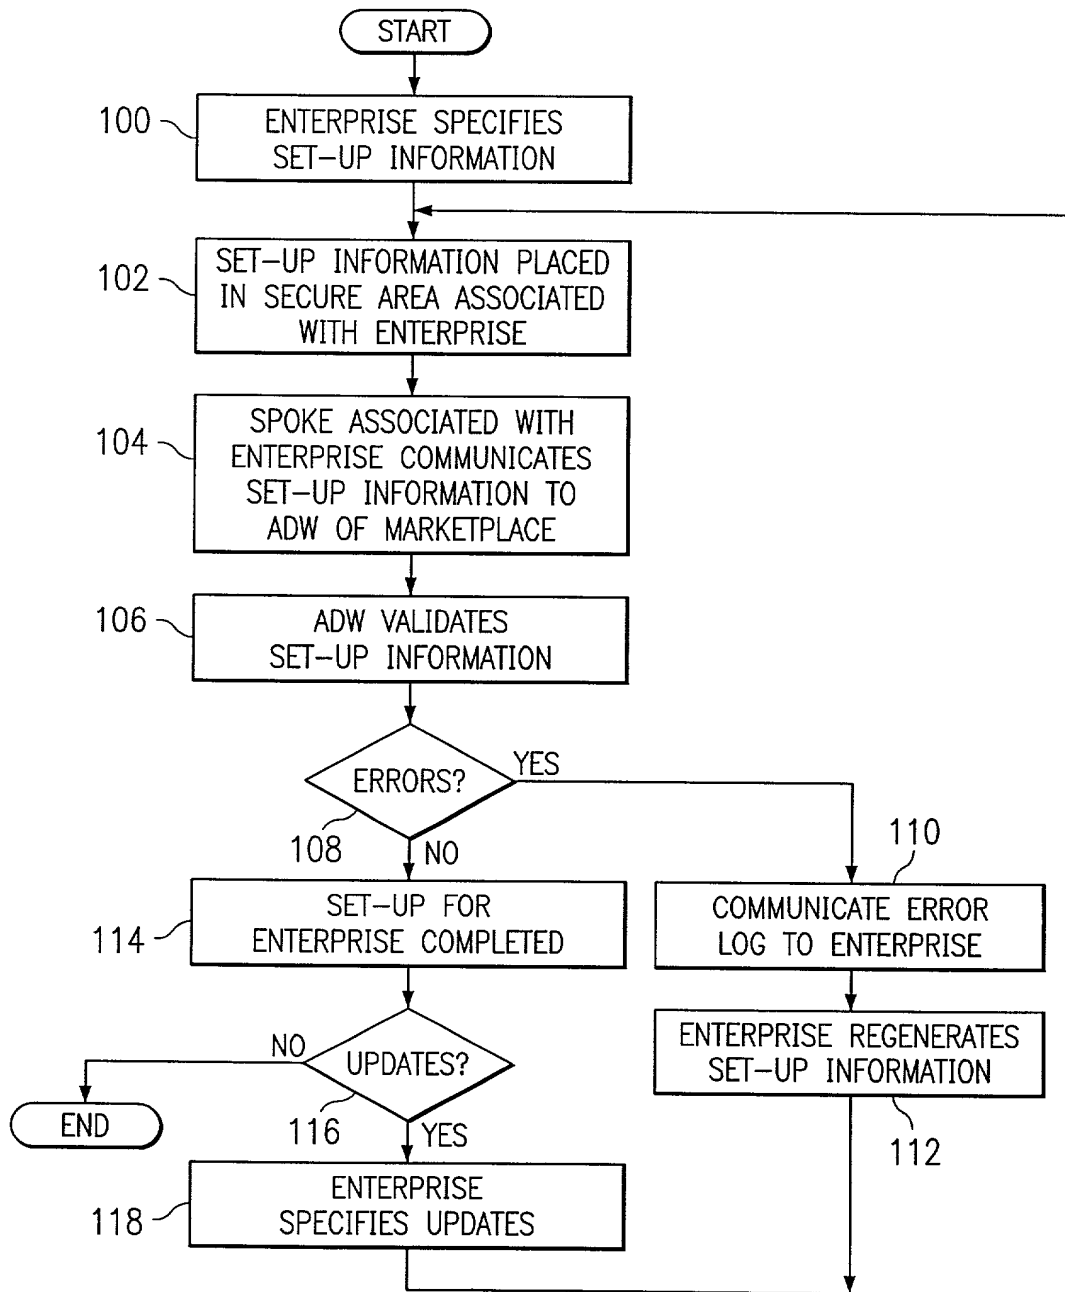 START
100
ENTERPRISE SPECIFIES
SET-UP INFORMATION
102
SET-UP INFORMATION PLACED
IN SECURE AREA ASSOCIATED
WITH ENTERPRISE
104
SPOKE ASSOCIATED WITH
ENTERPRISE COMMUNICATES
SET-UP INFORMATION TO
ADW OF MARKETPLACE
106
ADW VALIDATES
SET-UP INFORMATION
ERRORS?
YES
108
NO
110
COMMUNICATE ERROR
LOG TO ENTERPRISE
114
SET-UP FOR
ENTERPRISE COMPLETED
ENTERPRISE REGENERATES
SET-UP INFORMATION
112
NO
UPDATES?
END
116
YES
118
ENTERPRISE
SPECIFIES UPDATES